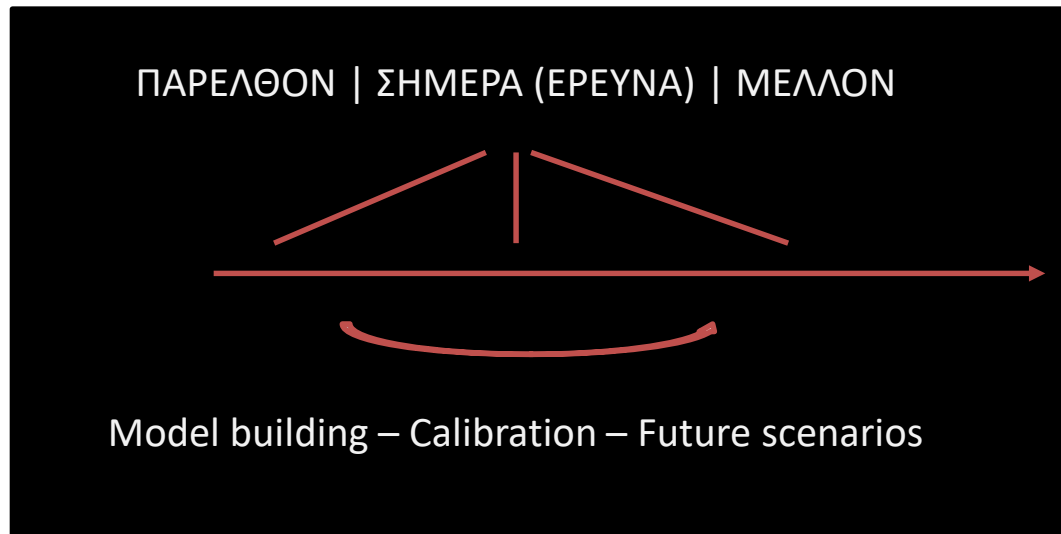 ΠΑΡΕΛΘΟΝ | ΣΗΜΕΡΑ (ΕΡΕΥΝΑ) | ΜΕΛΛΟΝ
Model building – Calibration – Future scenarios